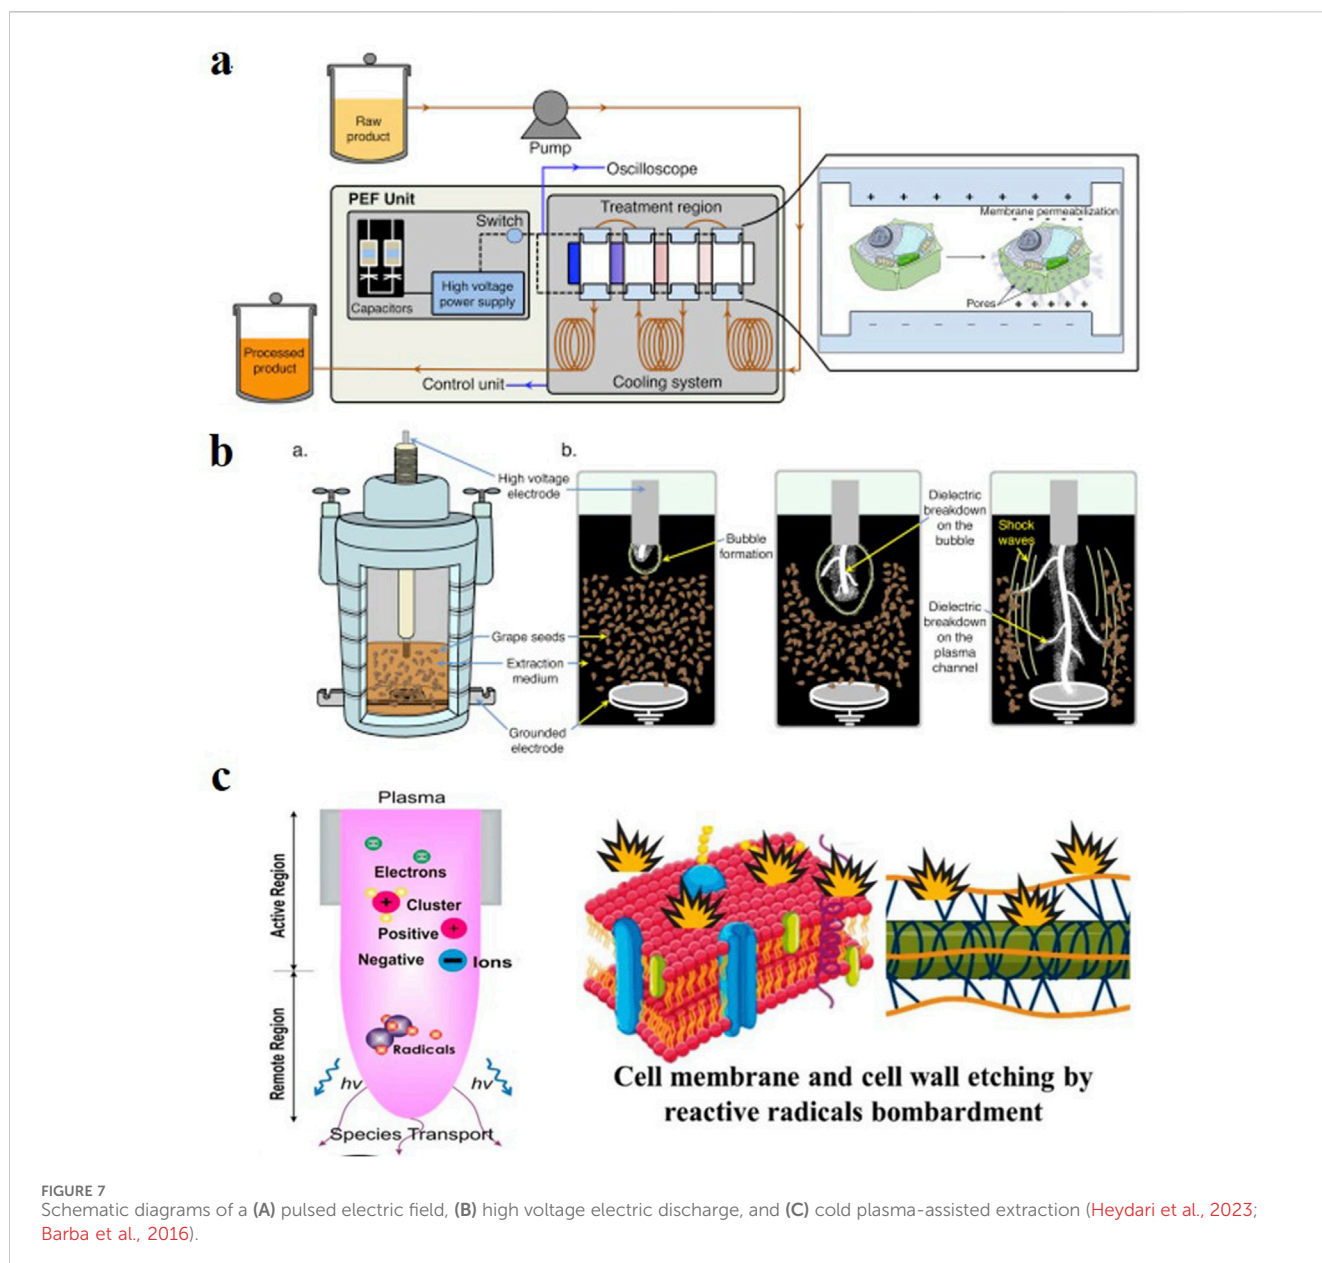 a
Raw
product
Pump
Oscilloscope
PEF Unit
Switch
Treatment region
High voltage
power supply
Capacitors
Processed
product
Control unit
Cooling system
+ + + + + + +
Membrane permeabilization
- - - - - -
Pores
+ + + + +
- - - - - - -
b
a.
b.
High voltage
electrode
Bubble
formation
Dielectric
breakdown
on the
bubble
Shock
waves
Grape seeds
Extraction
medium
Dielectric
breakdown
on the
plasma
channel
Grounded
electrode
c
Plasma
Active Region
Electrons
+ Cluster
Positive +
Negative - Ions
Remote Region
Radicals
hv hv
Species Transport
Cell membrane and cell wall etching by
reactive radicals bombardment
FIGURE 7
Schematic diagrams of a (A) pulsed electric field, (B) high voltage electric discharge, and (C) cold plasma-assisted extraction (Heydari et al., 2023;
Barba et al., 2016).